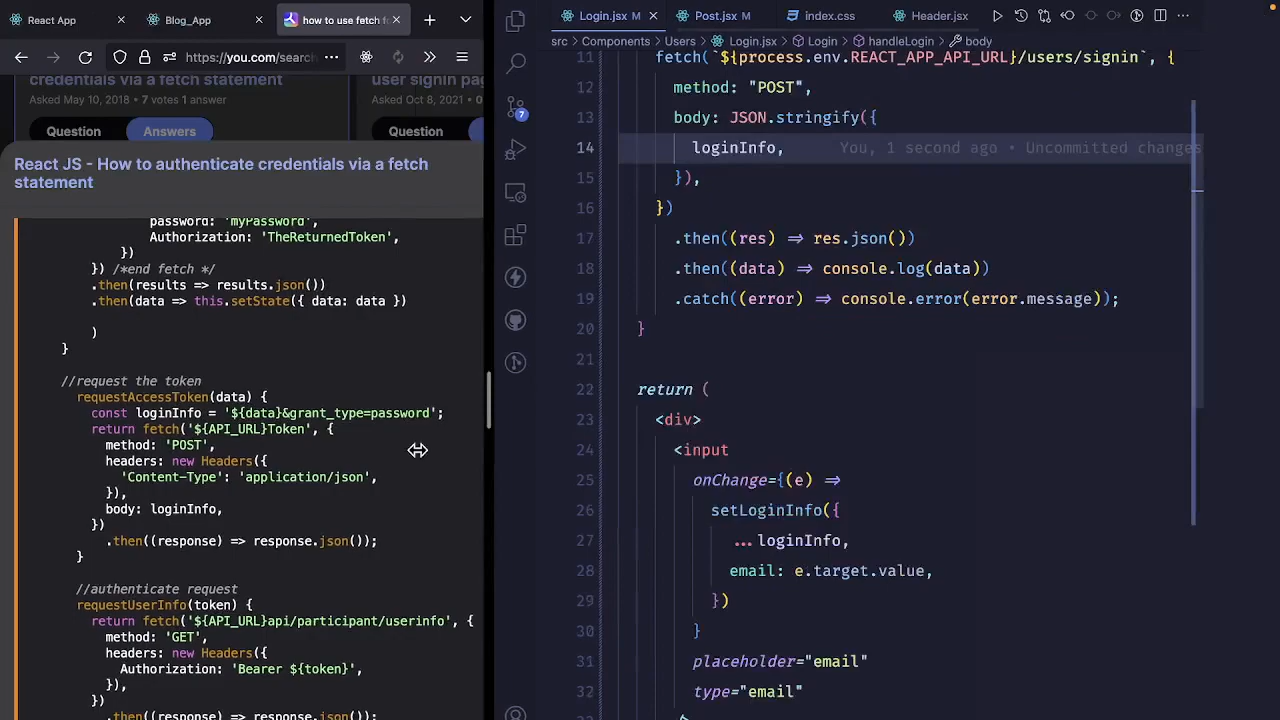 React App
Blog_App
how to use fetch f
https://you.com/search
credentials via a fetch statement
Asked May 10, 2018 • 7 votes 1 answer
Question
Answers
user signin pag
Asked Oct 8, 2021 •
Question
React JS - How to authenticate credentials via a fetch
statement
password: 'myPassword',
Authorization: 'TheReturnedToken',
})
}) /*end fetch */
.then(results => results.json())
.then(data => this.setState({ data: data })
)
}
//request the token
requestAccessToken(data) {
const loginInfo = '${data}&grant_type=password';
return fetch('${API_URL}Token', {
method: 'POST',
headers: new Headers({
'Content-Type': 'application/json',
}),
body: loginInfo,
})
.then((response) => response.json());
}
//authenticate request
requestUserInfo(token) {
return fetch('${API_URL}api/participant/userinfo', {
method: 'GET',
headers: new Headers({
Authorization: 'Bearer ${token}',
}),
})
.then((response) => response.json());
7
Login.jsx M
Post.jsx M
index.css
Header.jsx
src > Components > Users > Login.jsx > Login > handleLogin > body
11 fetch(`${process.env.REACT_APP_API_URL}/users/signin`, {
12 method: "POST",
13 body: JSON.stringify({
14 loginInfo, You, 1 second ago • Uncommitted changes
15 }),
16 })
17 .then((res) => res.json())
18 .then((data) => console.log(data))
19 .catch((error) => console.error(error.message));
20 }
21
22 return (
23 <div>
24 <input
25 onChange={(e) =>
26 setLoginInfo({
27 ...loginInfo,
28 email: e.target.value,
29 })
30 }
31 placeholder="email"
32 type="email"